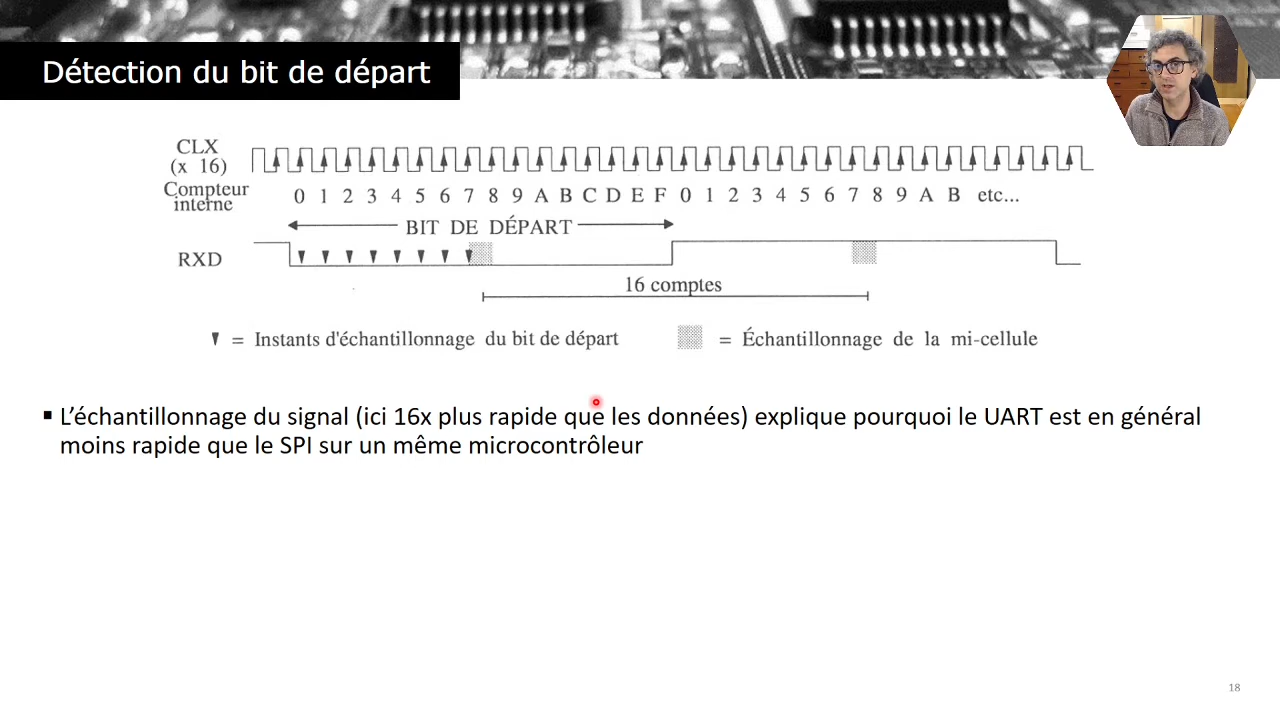 Détection du bit de départ
CLX
(x 16)
Compteur
interne
0 1 2 3 4 5 6 7 8 9 A B C D E F 0 1 2 3 4 5 6 7 8 9 A B etc...
BIT DE DÉPART
RXD
16 comptes
= Instants d'échantillonnage du bit de départ
= Échantillonnage de la mi-cellule
▪ L’échantillonnage du signal (ici 16x plus rapide que les données) explique pourquoi le UART est en général
moins rapide que le SPI sur un même microcontrôleur
18